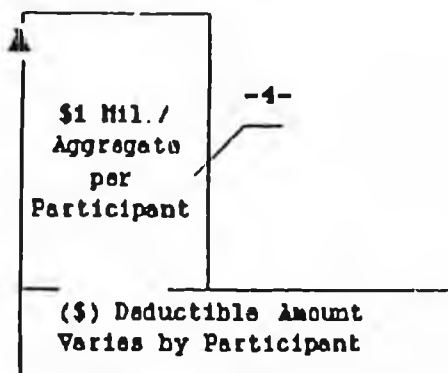 $1 Mil./
-4-
Aggregate
per
Participant
($) Deductible Amount
Varies by Participant